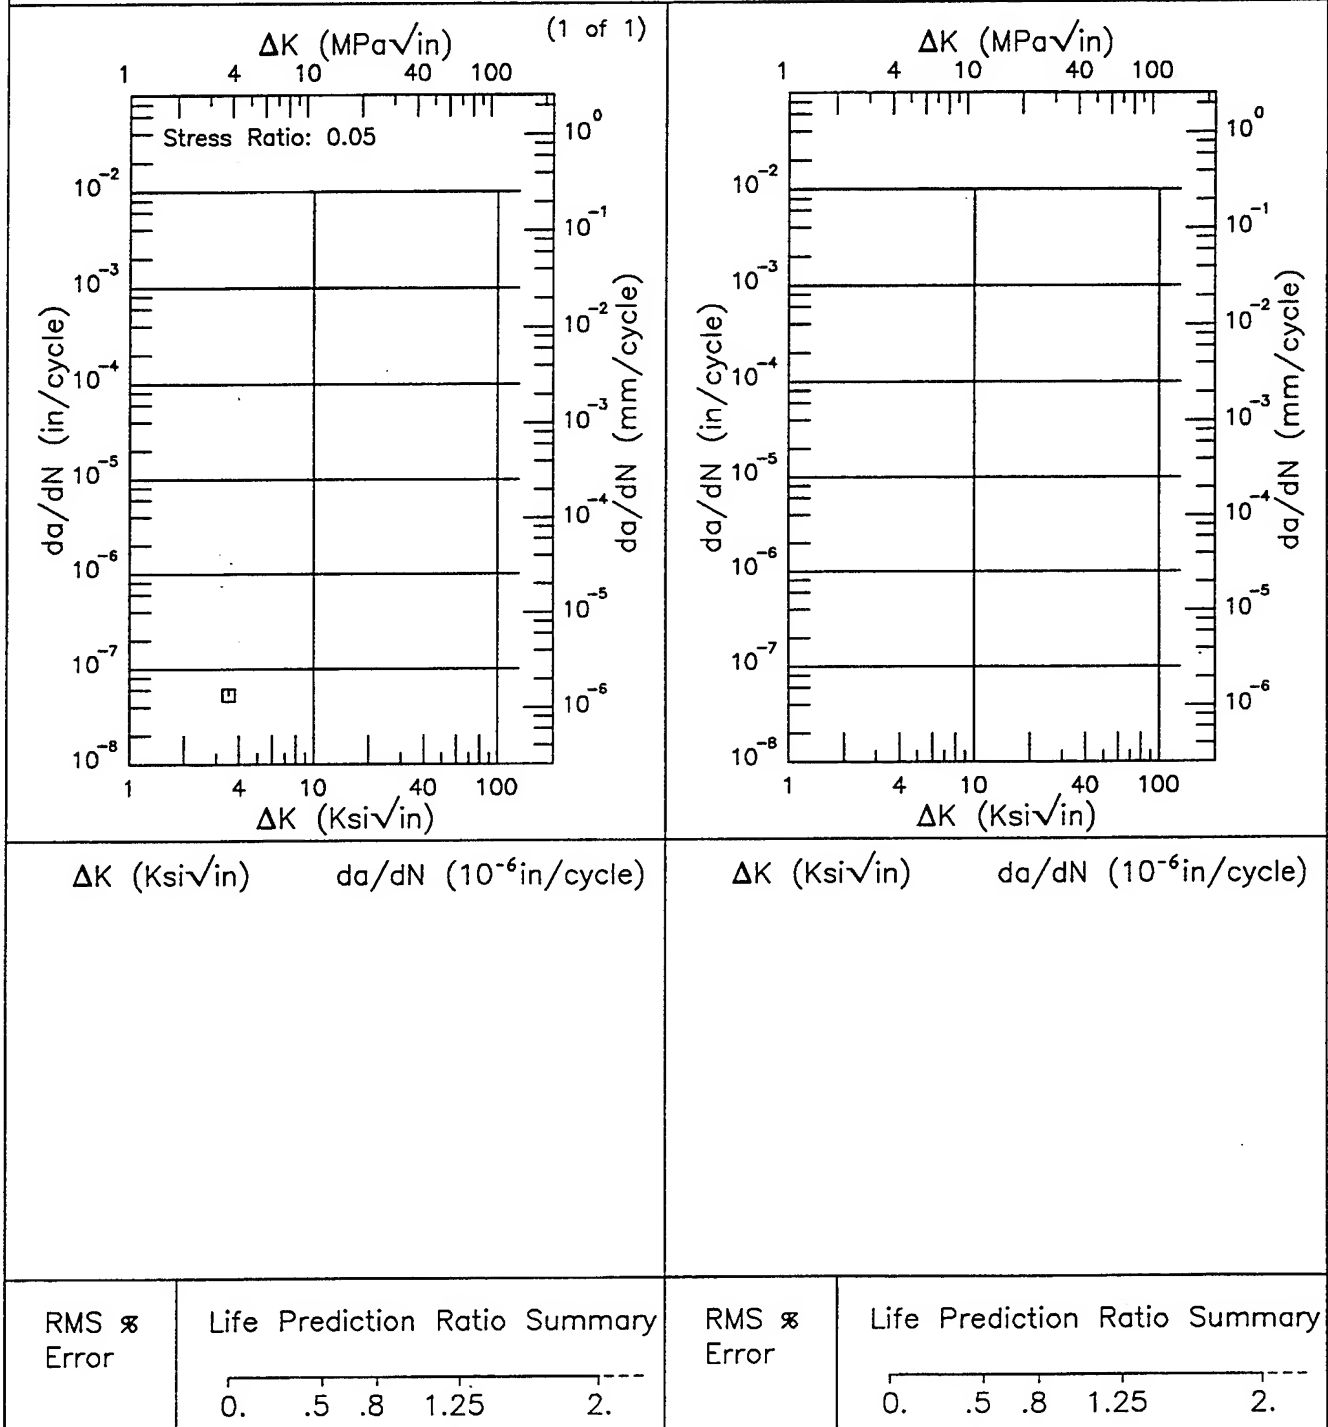 (1 of 1)
ΔK (MPa√in)
1 4 10 40 100
Stress Ratio: 0.05
10⁰
10⁻¹
10⁻²
10⁻³
10⁻⁴
10⁻⁵
10⁻⁶
da/dN (mm/cycle)
10⁻²
10⁻³
10⁻⁴
10⁻⁵
10⁻⁶
10⁻⁷
10⁻⁸
da/dN (in/cycle)
1 4 10 40 100
ΔK (Ksi√in)
ΔK (MPa√in)
1 4 10 40 100
10⁰
10⁻¹
10⁻²
10⁻³
10⁻⁴
10⁻⁵
10⁻⁶
da/dN (mm/cycle)
10⁻²
10⁻³
10⁻⁴
10⁻⁵
10⁻⁶
10⁻⁷
10⁻⁸
da/dN (in/cycle)
1 4 10 40 100
ΔK (Ksi√in)
ΔK (Ksi√in) da/dN (10⁻⁶in/cycle)
ΔK (Ksi√in) da/dN (10⁻⁶in/cycle)
RMS %
Error
Life Prediction Ratio Summary
0. .5 .8 1.25 2.
RMS %
Error
Life Prediction Ratio Summary
0. .5 .8 1.25 2.